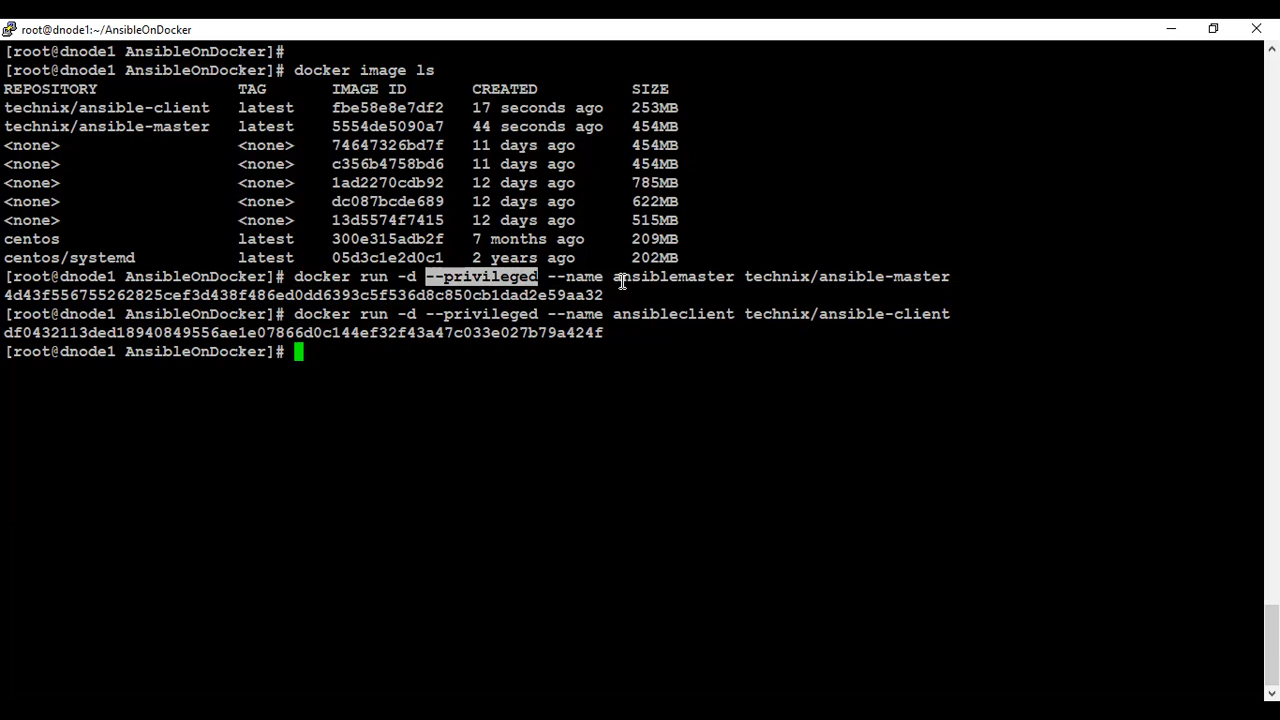 root@dnode1:~/AnsibleOnDocker
[root@dnode1 AnsibleOnDocker]#
[root@dnode1 AnsibleOnDocker]# docker image ls
REPOSITORY TAG IMAGE ID CREATED SIZE
technix/ansible-client latest fbe58e8e7df2 17 seconds ago 253MB
technix/ansible-master latest 5554de5090a7 44 seconds ago 454MB
<none> <none> 74647326bd7f 11 days ago 454MB
<none> <none> c356b4758bd6 11 days ago 454MB
<none> <none> 1ad2270cdb92 12 days ago 785MB
<none> <none> dc087bcde689 12 days ago 622MB
<none> <none> 13d5574f7415 12 days ago 515MB
centos latest 300e315adb2f 7 months ago 209MB
centos/systemd latest 05d3c1e2d0c1 2 years ago 202MB
[root@dnode1 AnsibleOnDocker]# docker run -d --privileged --name ansiblemaster technix/ansible-master
4d43f556755262825cef3d438f486ed0dd6393c5f536d8c850cb1dad2e59aa32
[root@dnode1 AnsibleOnDocker]# docker run -d --privileged --name ansibleclient technix/ansible-client
df0432113ded18940849556ae1e07866d0c144ef32f43a47c033e027b79a424f
[root@dnode1 AnsibleOnDocker]#